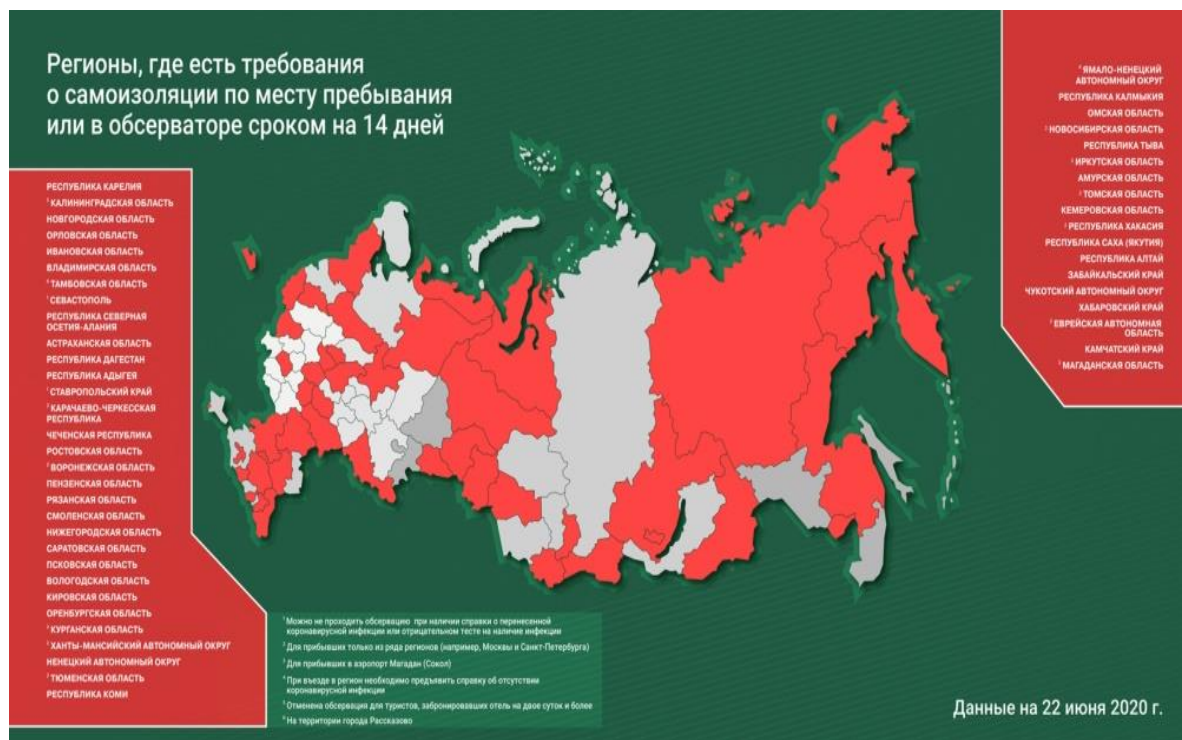 Регионы, где есть требования
о самоизоляции по месту пребывания
или в обсерваторе сроком на 14 дней
РЕСПУБЛИКА КАРЕЛИЯ
КАЛИНИНГРАДСКАЯ ОБЛАСТЬ
НОВГОРОДСКАЯ ОБЛАСТЬ
ОРЛОВСКАЯ ОБЛАСТЬ
ИВАНОВСКАЯ ОБЛАСТЬ
ВЛАДИМИРСКАЯ ОБЛАСТЬ
ТАМБОВСКАЯ ОБЛАСТЬ
СЕВАСТОПОЛЬ
РЕСПУБЛИКА СЕВЕРНАЯ
ОСЕТИЯ-АЛАНИЯ
АСТРАХАНСКАЯ ОБЛАСТЬ
РЕСПУБЛИКА ДАГЕСТАН
РЕСПУБЛИКА АДЫГЕЯ
СТАВРОПОЛЬСКИЙ КРАЙ
КАРАЧАЕВО-ЧЕРКЕССКАЯ
РЕСПУБЛИКА
ЧЕЧЕНСКАЯ РЕСПУБЛИКА
РОСТОВСКАЯ ОБЛАСТЬ
ВОРОНЕЖСКАЯ ОБЛАСТЬ
ПЕНЗЕНСКАЯ ОБЛАСТЬ
РЯЗАНСКАЯ ОБЛАСТЬ
СМОЛЕНСКАЯ ОБЛАСТЬ
НИЖЕГОРОДСКАЯ ОБЛАСТЬ
САРАТОВСКАЯ ОБЛАСТЬ
ПСКОВСКАЯ ОБЛАСТЬ
ВОЛОГОДСКАЯ ОБЛАСТЬ
КИРОВСКАЯ ОБЛАСТЬ
ОРЕНБУРГСКАЯ ОБЛАСТЬ
КУРГАНСКАЯ ОБЛАСТЬ
ХАНТЫ-МАНСИЙСКИЙ АВТОНОМНЫЙ ОКРУГ
НЕНЕЦКИЙ АВТОНОМНЫЙ ОКРУГ
ТЮМЕНСКАЯ ОБЛАСТЬ
РЕСПУБЛИКА КОМИ
ЯМАЛО-НЕНЕЦКИЙ
АВТОНОМНЫЙ ОКРУГ
РЕСПУБЛИКА КАЛМЫКИЯ
ОМСКАЯ ОБЛАСТЬ
НОВОСИБИРСКАЯ ОБЛАСТЬ
РЕСПУБЛИКА ТЫВА
ИРКУТСКАЯ ОБЛАСТЬ
АМУРСКАЯ ОБЛАСТЬ
ТОМСКАЯ ОБЛАСТЬ
КЕМЕРОВСКАЯ ОБЛАСТЬ
РЕСПУБЛИКА ХАКАСИЯ
РЕСПУБЛИКА САХА (ЯКУТИЯ)
РЕСПУБЛИКА АЛТАЙ
ЗАБАЙКАЛЬСКИЙ КРАЙ
ЧУКОТСКИЙ АВТОНОМНЫЙ ОКРУГ
ХАБАРОВСКИЙ КРАЙ
ЕВРЕЙСКАЯ АВТОНОМНАЯ
ОБЛАСТЬ
КАМЧАТСКИЙ КРАЙ
МАГАДАНСКАЯ ОБЛАСТЬ
¹ Можно не проходить обсервацию при наличии справки о перенесенной
коронавирусной инфекции или отрицательном тесте на наличие инфекции
² Для прибывших только из ряда регионов (например, Москвы и Санкт-Петербурга)
³ Для прибывших в аэропорт Магадан (Сокол)
⁴ При въезде в регион необходимо предъявить справку об отсутствии
коронавирусной инфекции
⁵ Отменена обсервация для туристов, забронировавших отель на двое суток и более
⁶ На территории города Рассказово
Данные на 22 июня 2020 г.